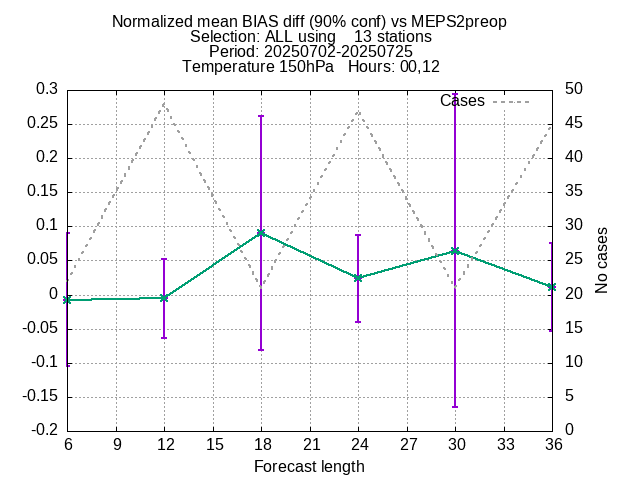 Normalized mean BIAS diff (90% conf) vs MEPS2preop
Selection: ALL using    13 stations
Period: 20250702-20250725
Temperature 150hPa   Hours: 00,12
Cases
0.3
0.25
0.2
0.15
0.1
0.05
0
-0.05
-0.1
-0.15
-0.2
50
45
40
35
30
25
20
15
10
5
0
No cases
6 9 12 15 18 21 24 27 30 33 36
Forecast length